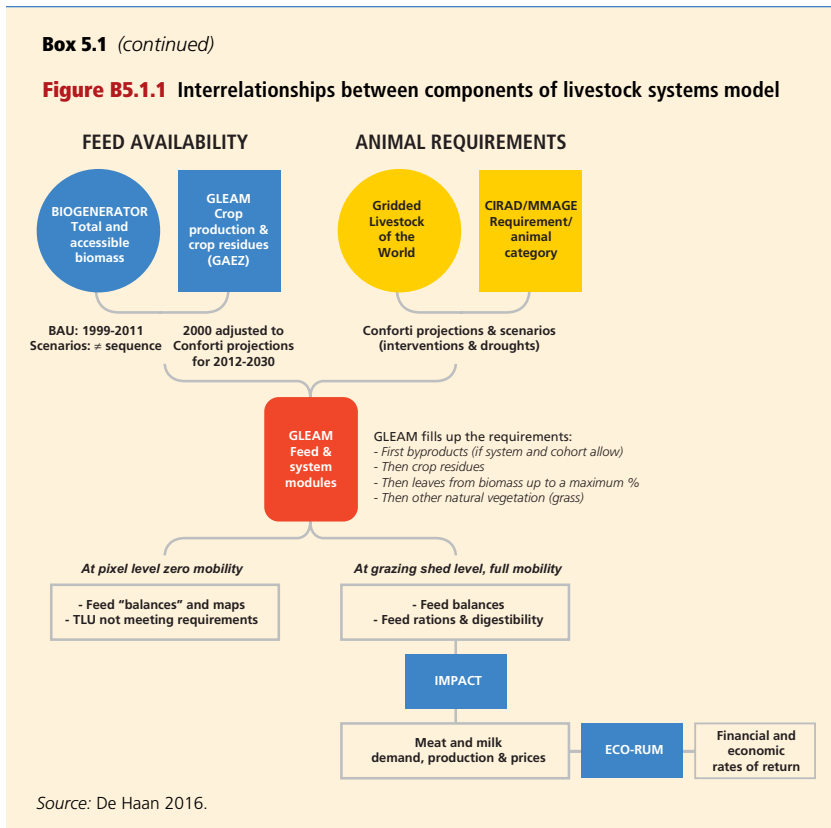 Box 5.1 (continued)
Figure B5.1.1 Interrelationships between components of livestock systems model
FEED AVAILABILITY
ANIMAL REQUIREMENTS
BIOGENERATOR
Total and
accessible
biomass
GLEAM
Crop
production &
crop residues
(GAEZ)
Gridded
Livestock
of the
World
CIRAD/MMAGE
Requirement/
animal
category
BAU: 1999-2011
Scenarios: ≠ sequence
2000 adjusted to
Conforti projections
for 2012-2030
Conforti projections & scenarios
(interventions & droughts)
GLEAM
Feed &
system
modules
GLEAM fills up the requirements:
- First byproducts (if system and cohort allow)
- Then crop residues
- Then leaves from biomass up to a maximum %
- Then other natural vegetation (grass)
At pixel level zero mobility
- Feed “balances” and maps
- TLU not meeting requirements
At grazing shed level, full mobility
- Feed balances
- Feed rations & digestibility
IMPACT
Meat and milk
demand, production & prices
ECO-RUM
Financial and
economic
rates of return
Source: De Haan 2016.